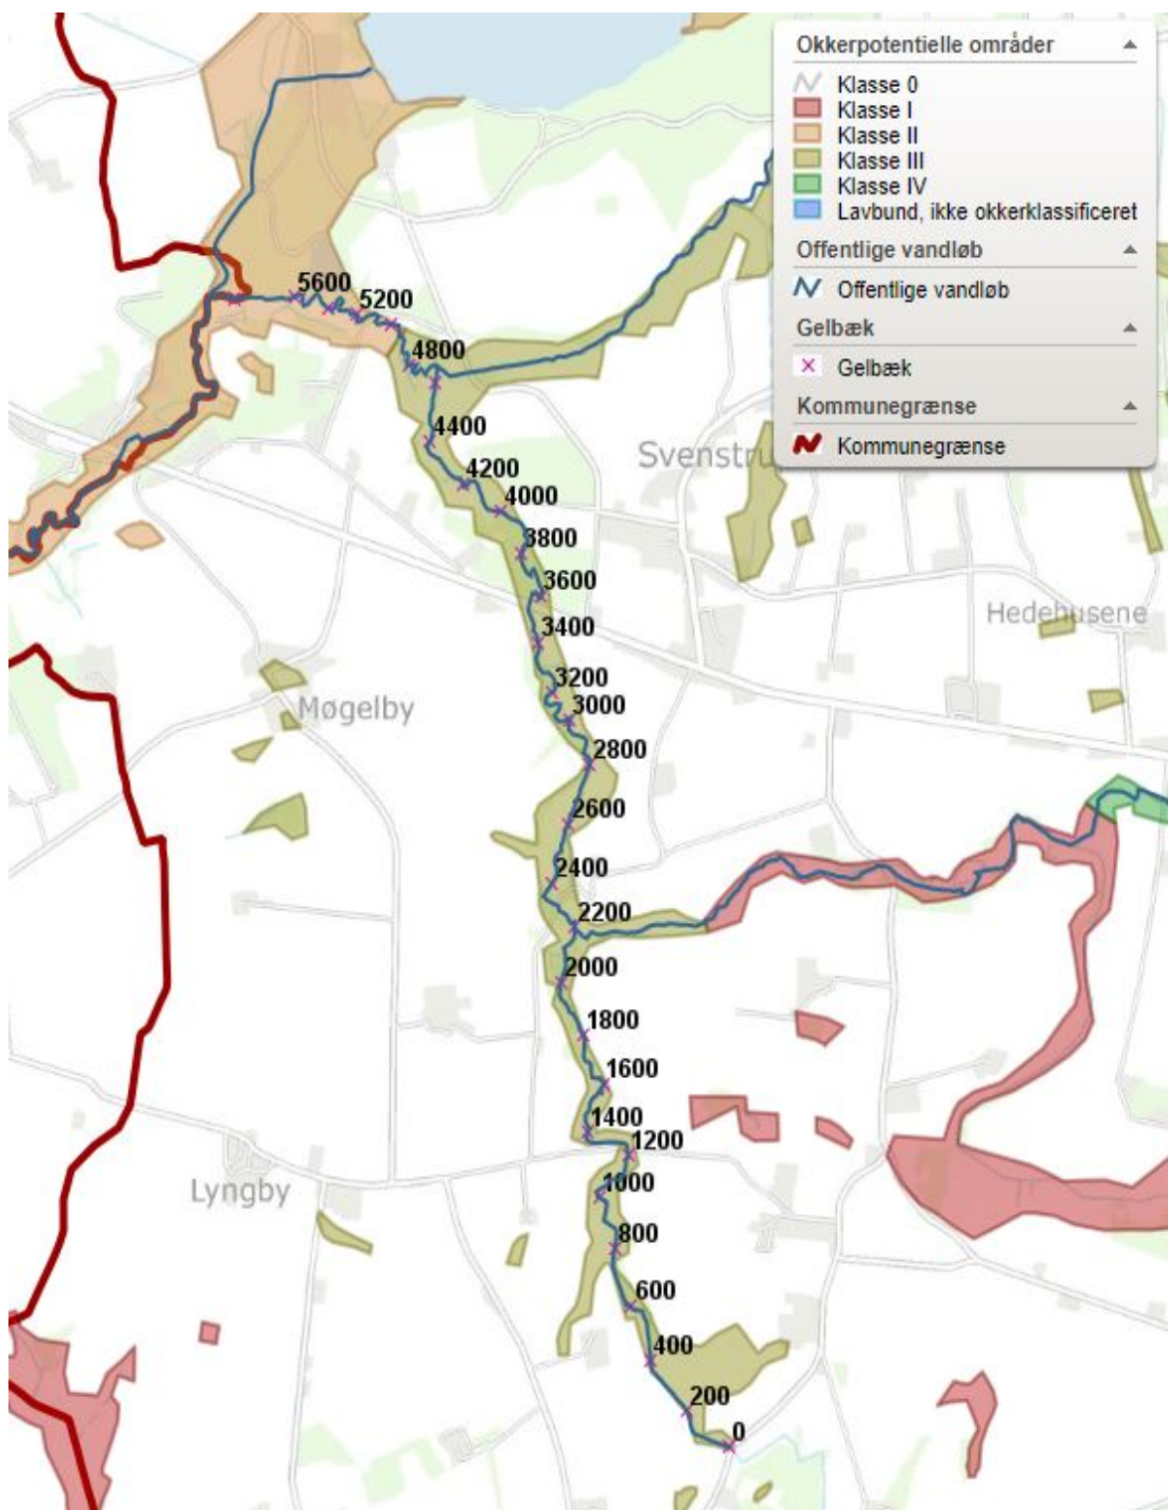 Okkerpotentielle områder
Klasse 0
Klasse I
Klasse II
Klasse III
Klasse IV
Lavbund, ikke okkerklassificeret
Offentlige vandløb
Offentlige vandløb
Gelbæk
Gelbæk
Kommunegrænse
Kommunegrænse
5600
5200
4800
4400
Svenstru
4200
4000
3800
3600
Hedehusene
3400
3200
Møgelby
3000
2800
2600
2400
2200
2000
1800
1600
1400
1200
Lyngby
1000
800
600
400
200
0